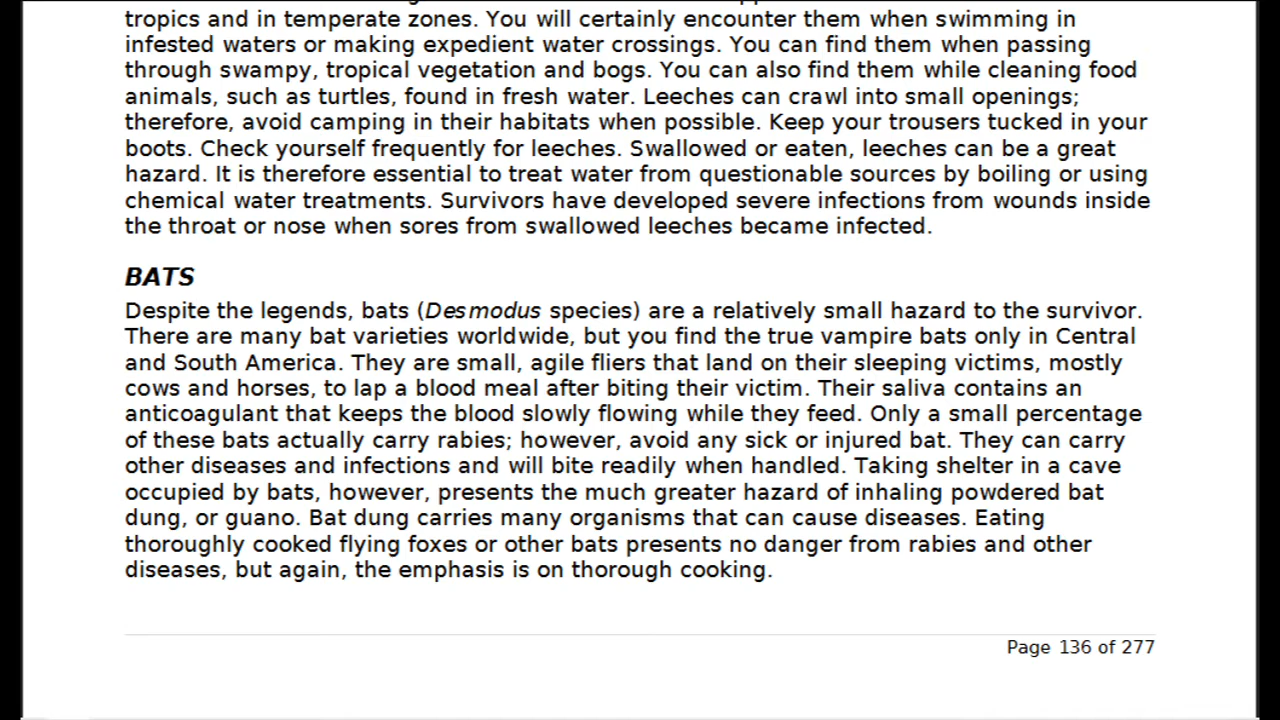 tropics and in temperate zones. You will certainly encounter them when swimming in
infested waters or making expedient water crossings. You can find them when passing
through swampy, tropical vegetation and bogs. You can also find them while cleaning food
animals, such as turtles, found in fresh water. Leeches can crawl into small openings;
therefore, avoid camping in their habitats when possible. Keep your trousers tucked in your
boots. Check yourself frequently for leeches. Swallowed or eaten, leeches can be a great
hazard. It is therefore essential to treat water from questionable sources by boiling or using
chemical water treatments. Survivors have developed severe infections from wounds inside
the throat or nose when sores from swallowed leeches became infected.
BATS
Despite the legends, bats (Desmodus species) are a relatively small hazard to the survivor.
There are many bat varieties worldwide, but you find the true vampire bats only in Central
and South America. They are small, agile fliers that land on their sleeping victims, mostly
cows and horses, to lap a blood meal after biting their victim. Their saliva contains an
anticoagulant that keeps the blood slowly flowing while they feed. Only a small percentage
of these bats actually carry rabies; however, avoid any sick or injured bat. They can carry
other diseases and infections and will bite readily when handled. Taking shelter in a cave
occupied by bats, however, presents the much greater hazard of inhaling powdered bat
dung, or guano. Bat dung carries many organisms that can cause diseases. Eating
thoroughly cooked flying foxes or other bats presents no danger from rabies and other
diseases, but again, the emphasis is on thorough cooking.
Page 136 of 277